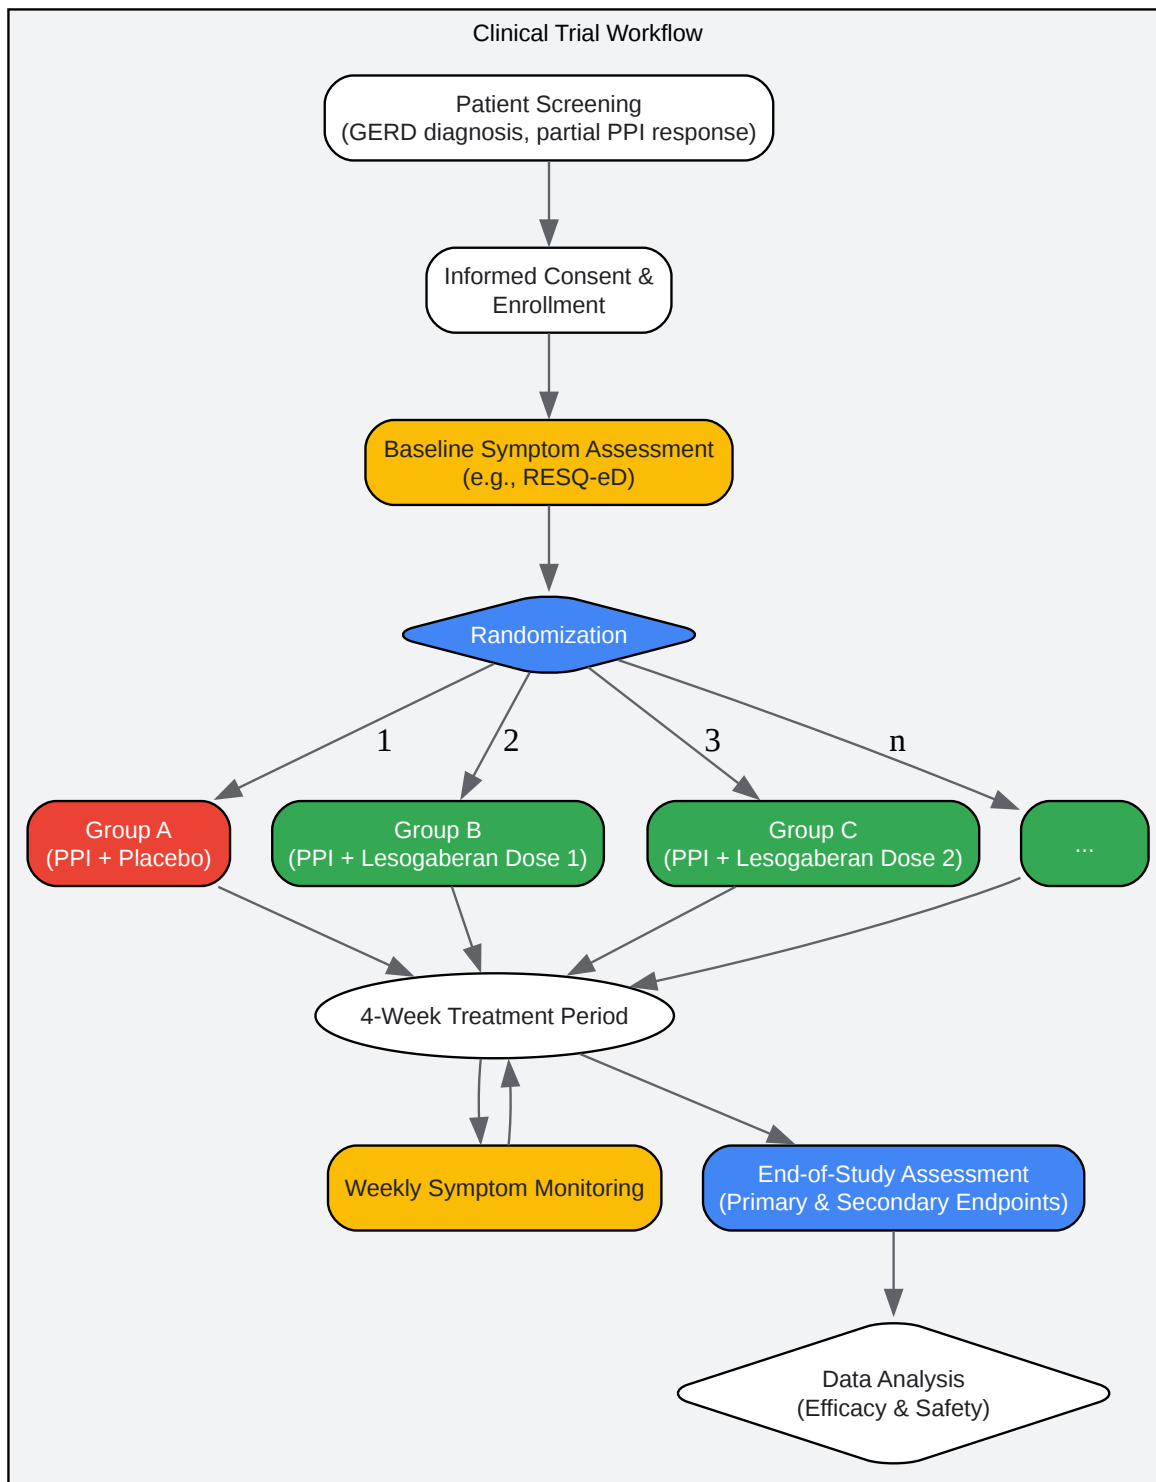 Clinical Trial Workflow
Patient Screening
(GERD diagnosis, partial PPI response)
Informed Consent &
Enrollment
Baseline Symptom Assessment
(e.g., RESQ-eD)
Randomization
1
2
3
n
Group A
(PPI + Placebo)
Group B
(PPI + Lesogaberan Dose 1)
Group C
(PPI + Lesogaberan Dose 2)
...
4-Week Treatment Period
Weekly Symptom Monitoring
End-of-Study Assessment
(Primary & Secondary Endpoints)
Data Analysis
(Efficacy & Safety)